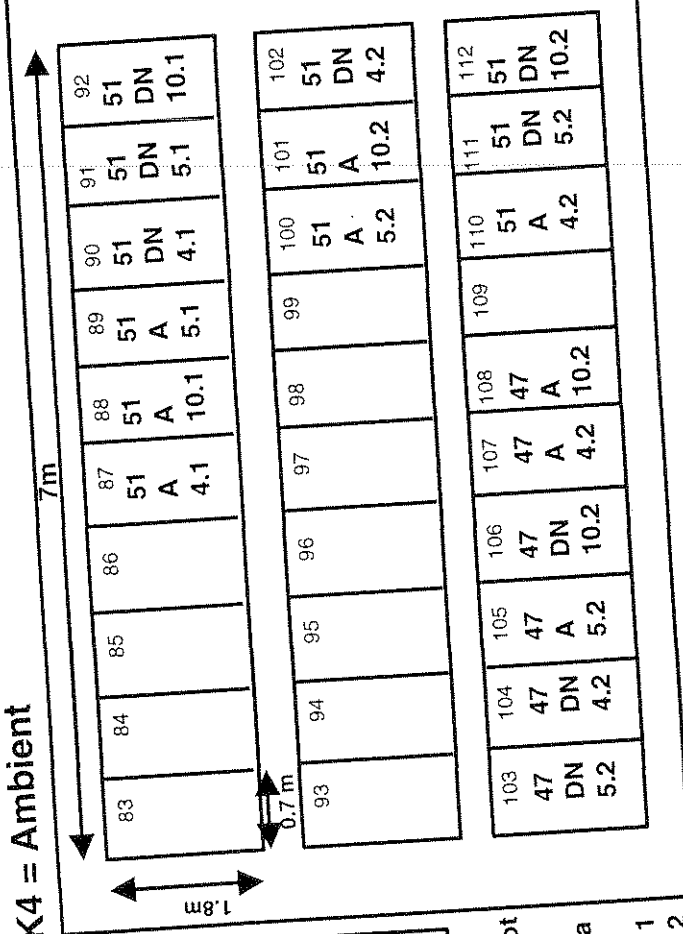 K4 = Ambient
7m
83
84
85
86
87
51
A
4.1
88
51
A
10.1
89
51
A
5.1
90
51
DN
4.1
91
51
DN
5.1
92
51
DN
10.1
1.8m
0.7 m
93
94
95
96
97
98
99
100
51
A
5.2
101
51
A
10.2
102
51
DN
4.2
103
47
DN
5.2
104
47
DN
4.2
105
47
A
5.2
106
47
DN
10.2
107
47
A
4.2
108
47
A
10.2
109
110
51
A
4.2
111
51
DN
5.2
112
51
DN
10.2
ot
a
1
2